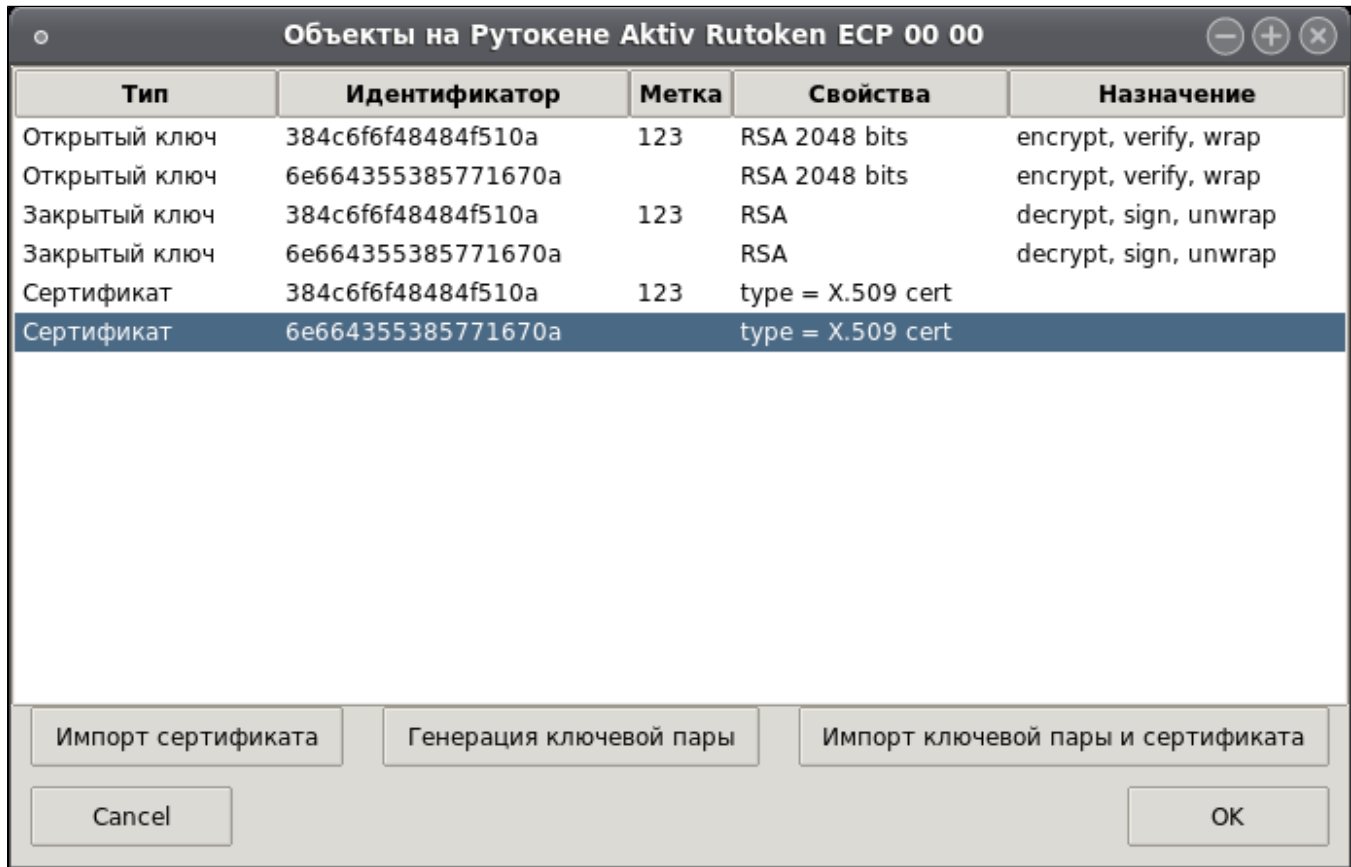 Объекты на Рутокене Aktiv Rutoken ECP 00 00
Тип Идентификатор Метка Свойства Назначение
Открытый ключ 384c6f6f48484f510a 123 RSA 2048 bits encrypt, verify, wrap
Открытый ключ 6e664355385771670a RSA 2048 bits encrypt, verify, wrap
Закрытый ключ 384c6f6f48484f510a 123 RSA decrypt, sign, unwrap
Закрытый ключ 6e664355385771670a RSA decrypt, sign, unwrap
Сертификат 384c6f6f48484f510a 123 type = X.509 cert
Сертификат 6e664355385771670a type = X.509 cert
Импорт сертификата Генерация ключевой пары Импорт ключевой пары и сертификата
Cancel OK